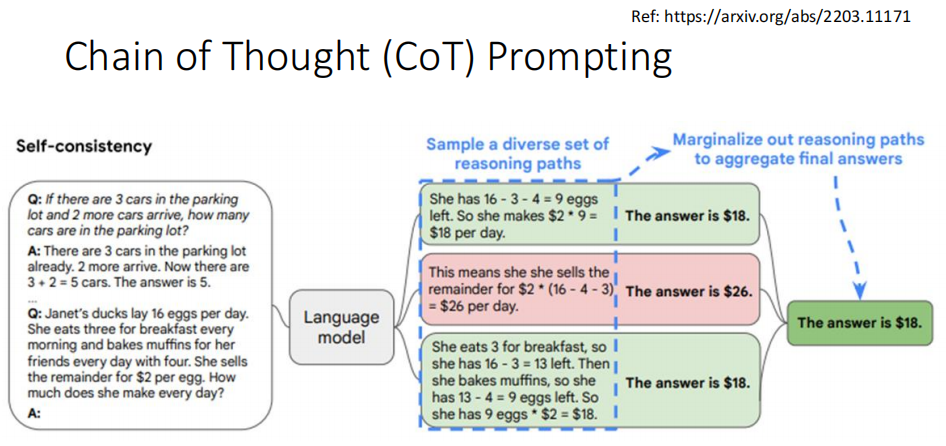 Ref: https://arxiv.org/abs/2203.11171
Chain of Thought (CoT) Prompting
Self-consistency
Q: If there are 3 cars in the parking
lot and 2 more cars arrive, how many
cars are in the parking lot?
A: There are 3 cars in the parking lot
already. 2 more arrive. Now there are
3 + 2 = 5 cars. The answer is 5.
...
Q: Janet's ducks lay 16 eggs per day.
She eats three for breakfast every
morning and bakes muffins for her
friends every day with four. She sells
the remainder for $2 per egg. How
much does she make every day?
A:
Language
model
Sample a diverse set of
reasoning paths
She has 16 - 3 - 4 = 9 eggs
left. So she makes $2 * 9 =
$18 per day.
The answer is $18.
This means she she sells the
remainder for $2 * (16 - 4 - 3)
= $26 per day.
The answer is $26.
She eats 3 for breakfast, so
she has 16 - 3 = 13 left. Then
she bakes muffins, so she
has 13 - 4 = 9 eggs left. So
she has 9 eggs * $2 = $18.
The answer is $18.
Marginalize out reasoning paths
to aggregate final answers
The answer is $18.